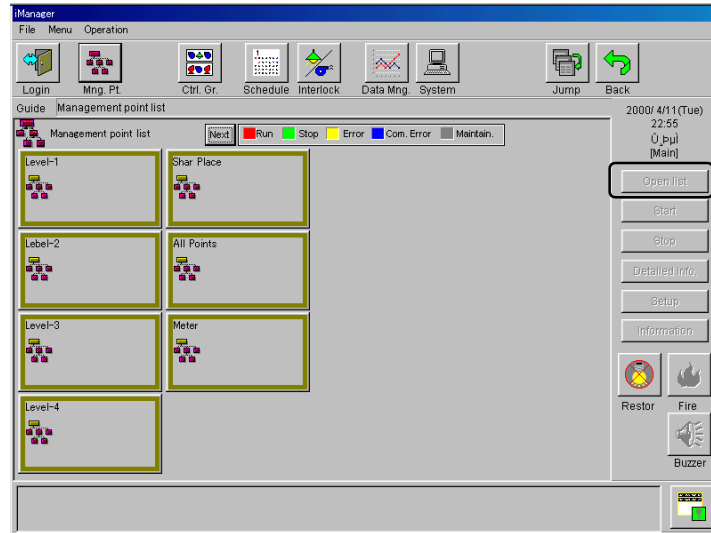 iManager
File Menu Operation
Login Mng. Pt. Ctrl. Gr. Schedule Interlock Data Mng. System Jump Back
Guide Management point list
Management point list Next Run Stop Error Com. Error Maintain.
2000/ 4/11(Tue)
22:55
Û¸Þµì
[Main]
Level-1 Shar Place
Lebel-2 All Points
Level-3 Meter
Level-4
Open list
Start
Stop
Detailed info.
Setup
Information
Restor Fire
Buzzer